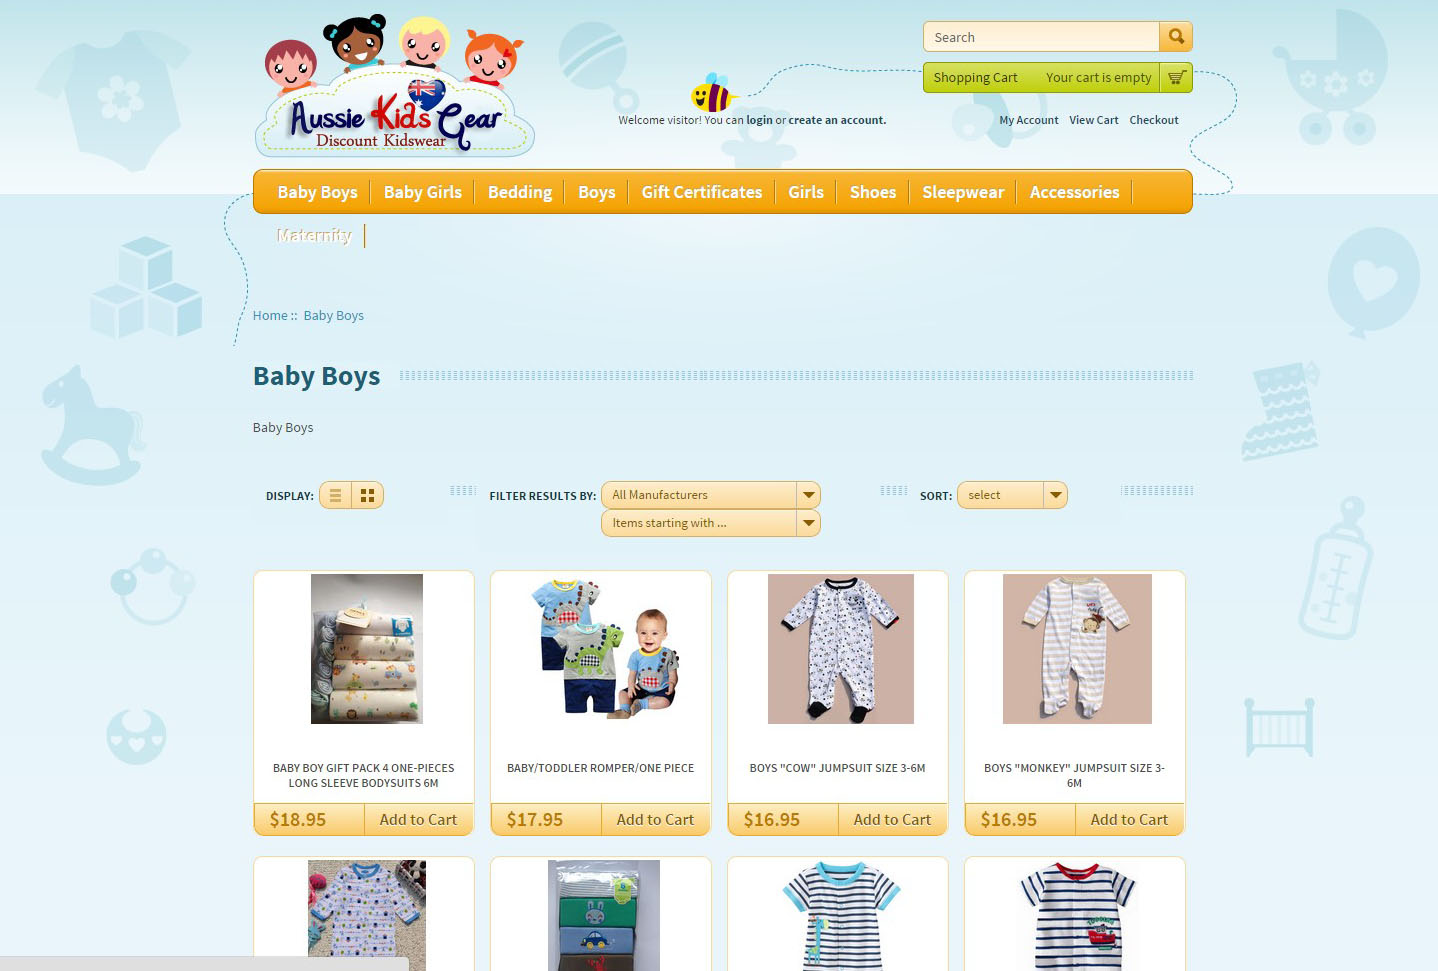 Aussie Kids Gear
Discount Kidswear
Search
Shopping Cart Your cart is empty
Welcome visitor! You can login or create an account.
My Account View Cart Checkout
Baby Boys Baby Girls Bedding Boys Gift Certificates Girls Shoes Sleepwear Accessories
Maternity
Home :: Baby Boys
Baby Boys
Baby Boys
DISPLAY: FILTER RESULTS BY: All Manufacturers SORT: select
Items starting with ...
BABY BOY GIFT PACK 4 ONE-PIECES
LONG SLEEVE BODYSUITS 6M
BABY/TODDLER ROMPER/ONE PIECE
BOYS "COW" JUMPSUIT SIZE 3-6M
BOYS "MONKEY" JUMPSUIT SIZE 3-
6M
$18.95 Add to Cart
$17.95 Add to Cart
$16.95 Add to Cart
$16.95 Add to Cart